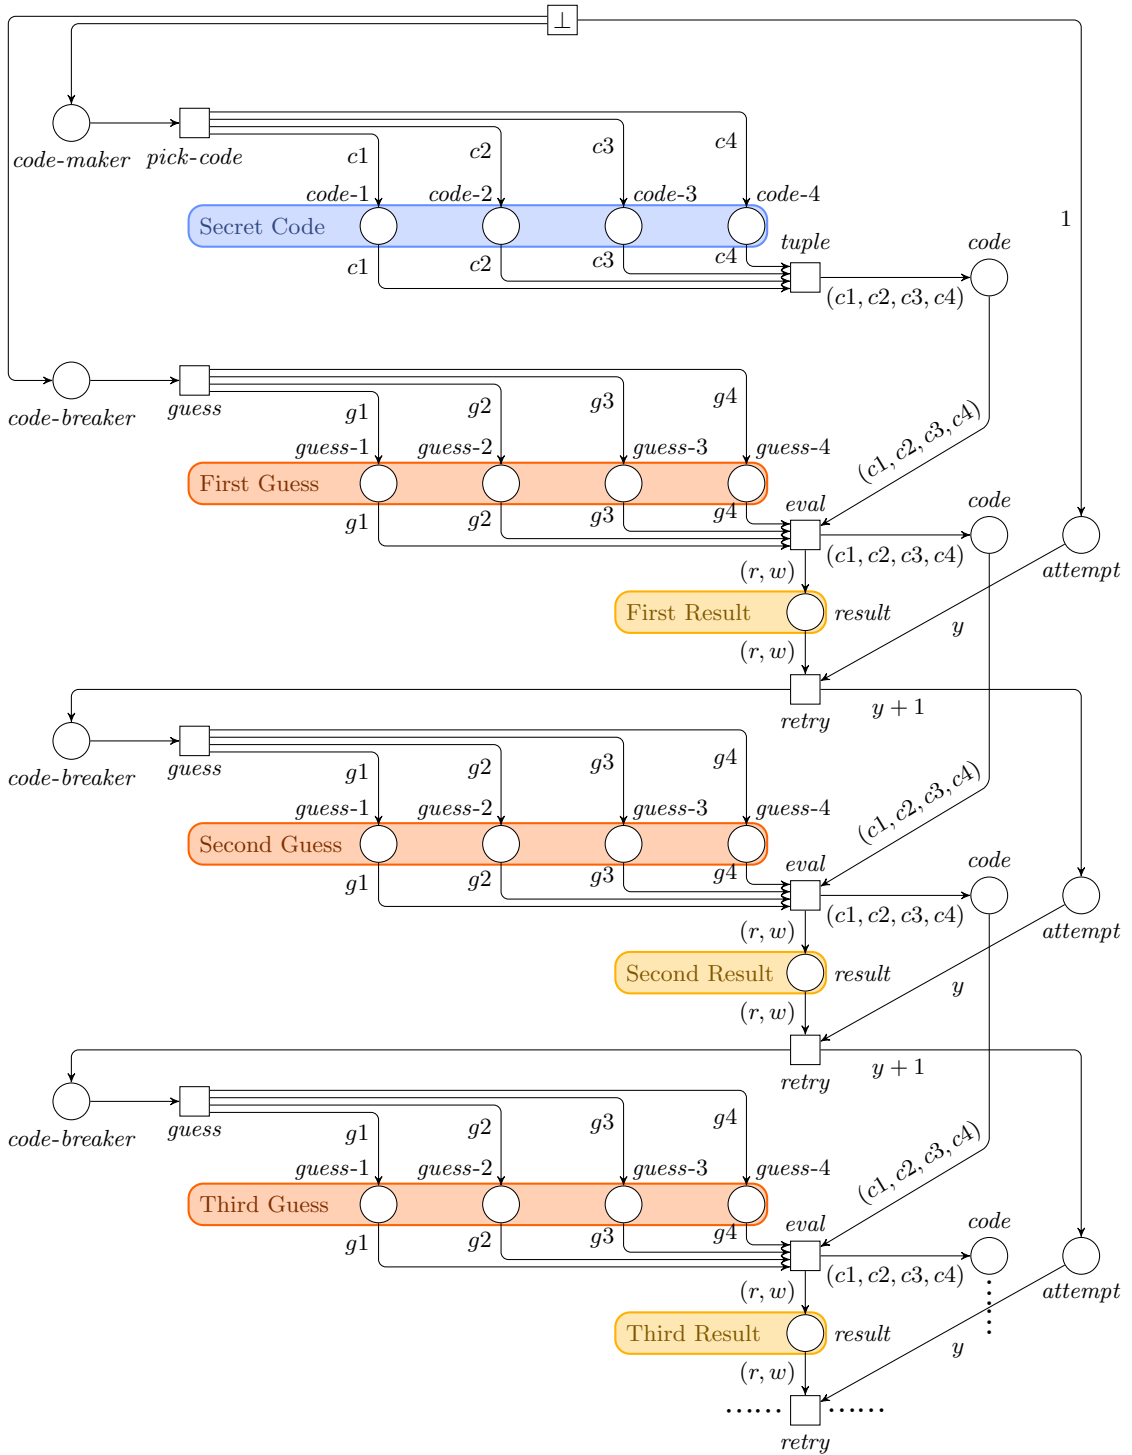 ⊥
code-maker
pick-code
c1
c2
c3
c4
code-1
code-2
code-3
code-4
1
Secret Code
tuple
code
c1
c2
c3
c4
(c1, c2, c3, c4)
code-breaker
guess
g1
g2
g3
g4
(c1, c2, c3, c4)
guess-1
guess-2
guess-3
guess-4
First Guess
eval
code
g1
g2
g3
g4
(c1, c2, c3, c4)
attempt
(r, w)
First Result
result
y
(r, w)
retry
y + 1
code-breaker
guess
g1
g2
g3
g4
(c1, c2, c3, c4)
guess-1
guess-2
guess-3
guess-4
Second Guess
eval
code
g1
g2
g3
g4
(c1, c2, c3, c4)
attempt
(r, w)
Second Result
result
y
(r, w)
retry
y + 1
code-breaker
guess
g1
g2
g3
g4
(c1, c2, c3, c4)
guess-1
guess-2
guess-3
guess-4
Third Guess
eval
code
g1
g2
g3
g4
(c1, c2, c3, c4)
attempt
(r, w)
Third Result
result
y
(r, w)
retry